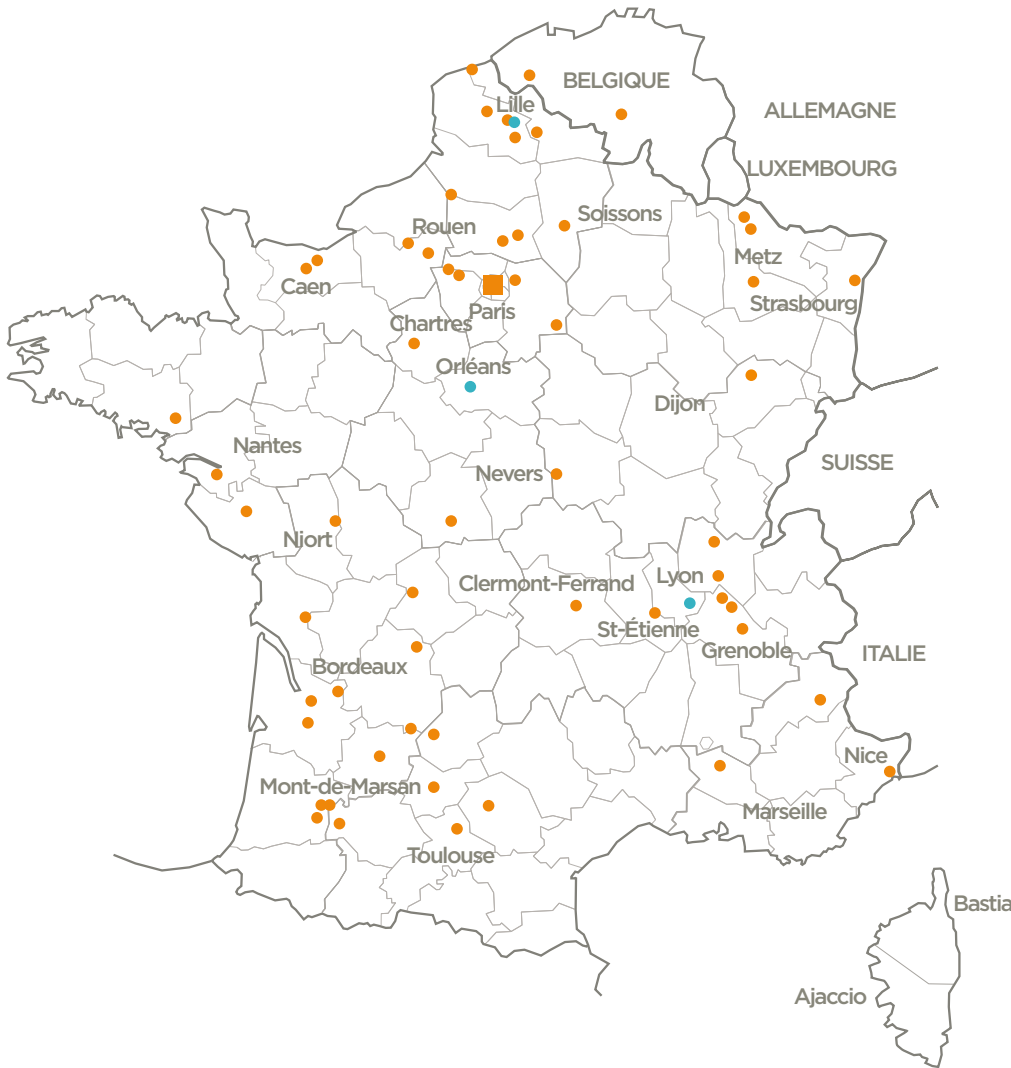 BELGIQUE
Lille
ALLEMAGNE
LUXEMBOURG
Soissons
Rouen
Metz
Caen
Strasbourg
Paris
Chartres
Orléans
Dijon
Nantes
SUISSE
Nevers
Niort
Lyon
Clermont-Ferrand
St-Étienne
Grenoble
ITALIE
Bordeaux
Nice
Mont-de-Marsan
Marseille
Toulouse
Bastia
Ajaccio